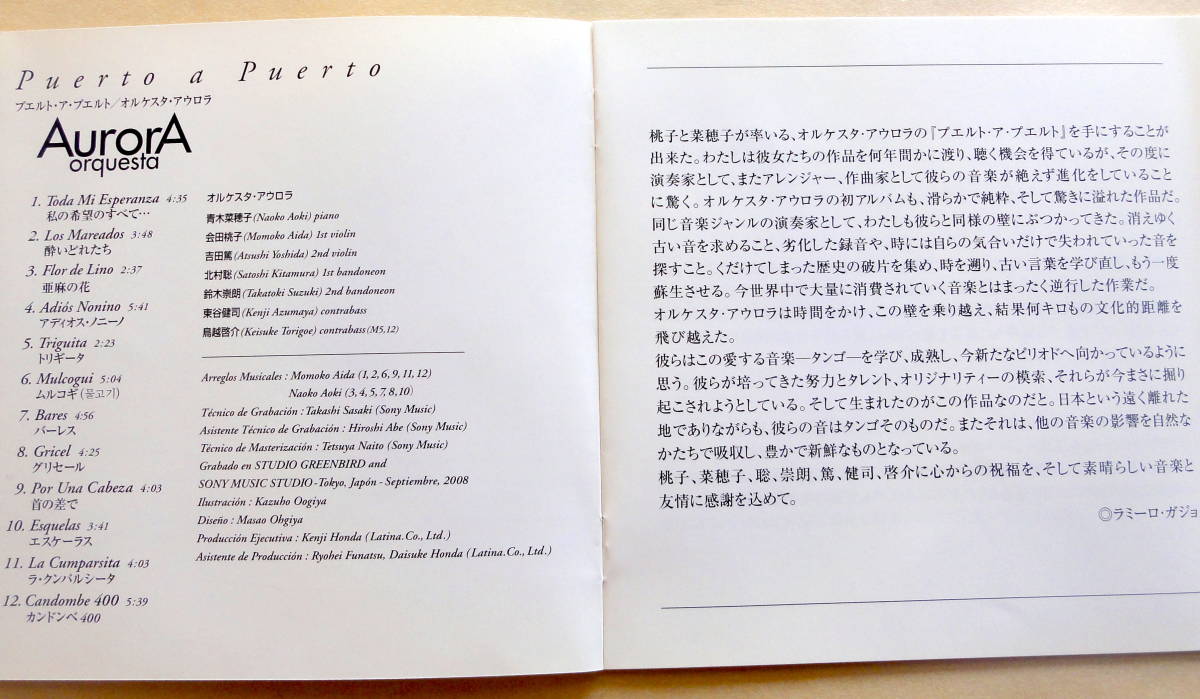 Puerto a Puerto
プエルト・ア・プエルト／オルケスタ・アウロラ
AurorA
orquesta
1. Toda Mi Esperanza 4:35
私の希望のすべて…
2. Los Mareados 3:48
酔いどれたち
3. Flor de Lino 2:37
亜麻の花
4. Adiós Nonino 5:41
アディオス・ノニーノ
5. Triguita 2:23
トリギータ
6. Mulcogui 5:04
ムルコギ(물고기)
7. Bares 4:56
バーレス
8. Gricel 4:25
グリセール
9. Por Una Cabeza 4:03
首の差で
10. Esquelas 3:41
エスケーラス
11. La Cumparsita 4:03
ラ・クンパルシータ
12. Candombe 400 5:39
カンドンベ400
オルケスタ・アウロラ
青木菜穂子(Naoko Aoki) piano
会田桃子(Momoko Aida) 1st violin
吉田篤(Atsushi Yoshida) 2nd violin
北村聡(Satoshi Kitamura) 1st bandoneon
鈴木崇朗(Takatoki Suzuki) 2nd bandoneon
東谷健司(Kenji Azumaya) contrabass
鳥越啓介(Keisuke Torigoe) contrabass (M5,12)
Arreglos Musicales : Momoko Aida (1, 2, 6, 9, 11, 12)
Naoko Aoki (3, 4, 5, 7, 8, 10)
Técnico de Grabación : Takashi Sasaki (Sony Music)
Asistente Técnico de Grabación : Hiroshi Abe (Sony Music)
Técnico de Masterización : Tetsuya Naito (Sony Music)
Grabado en STUDIO GREENBIRD and
SONY MUSIC STUDIO-Tokyo, Japón - Septiembre, 2008
Ilustración : Kazuho Oogiya
Diseño : Masao Ohgiya
Producción Ejecutiva : Kenji Honda (Latina.Co., Ltd.)
Asistente de Producción : Ryohei Funatsu, Daisuke Honda (Latina.Co., Ltd.)
桃子と菜穂子が率いる、オルケスタ・アウロラの『プエルト・ア・プエルト』を手にすることが
出来た。わたしは彼女たちの作品を何年間かに渡り、聴く機会を得ているが、その度に
演奏家として、またアレンジャー、作曲家として彼らの音楽が絶えず進化をしていること
に驚く。オルケスタ・アウロラの初アルバムも、滑らかで純粋、そして驚きに溢れた作品だ。
同じ音楽ジャンルの演奏家として、わたしも彼らと同様の壁にぶつかってきた。消えゆく
古い音を求めること、劣化した録音や、時には自らの気合いだけで失われていった音を
探すこと。くだけてしまった歴史の破片を集め、時を遡り、古い言葉を学び直し、もう一度
蘇生させる。今世界中で大量に消費されていく音楽とはまったく逆行した作業だ。
オルケスタ・アウロラは時間をかけ、この壁を乗り越え、結果何キロもの文化的距離を
飛び越えた。
彼らはこの愛する音楽―タンゴ―を学び、成熟し、今新たなピリオドへ向かっているように
思う。彼らが培ってきた努力とタレント、オリジナリティーの模索、それらが今まさに掘り
起こされようとしている。そして生まれたのがこの作品なのだと。日本という遠く離れた
地でありながらも、彼らの音はタンゴそのものだ。またそれは、他の音楽の影響を自然な
かたちで吸収し、豊かで新鮮なものとなっている。
桃子、菜穂子、聡、崇朗、篤、健司、啓介に心からの祝福を、そして素晴らしい音楽と
友情に感謝を込めて。
◎ラミーロ・ガジョ